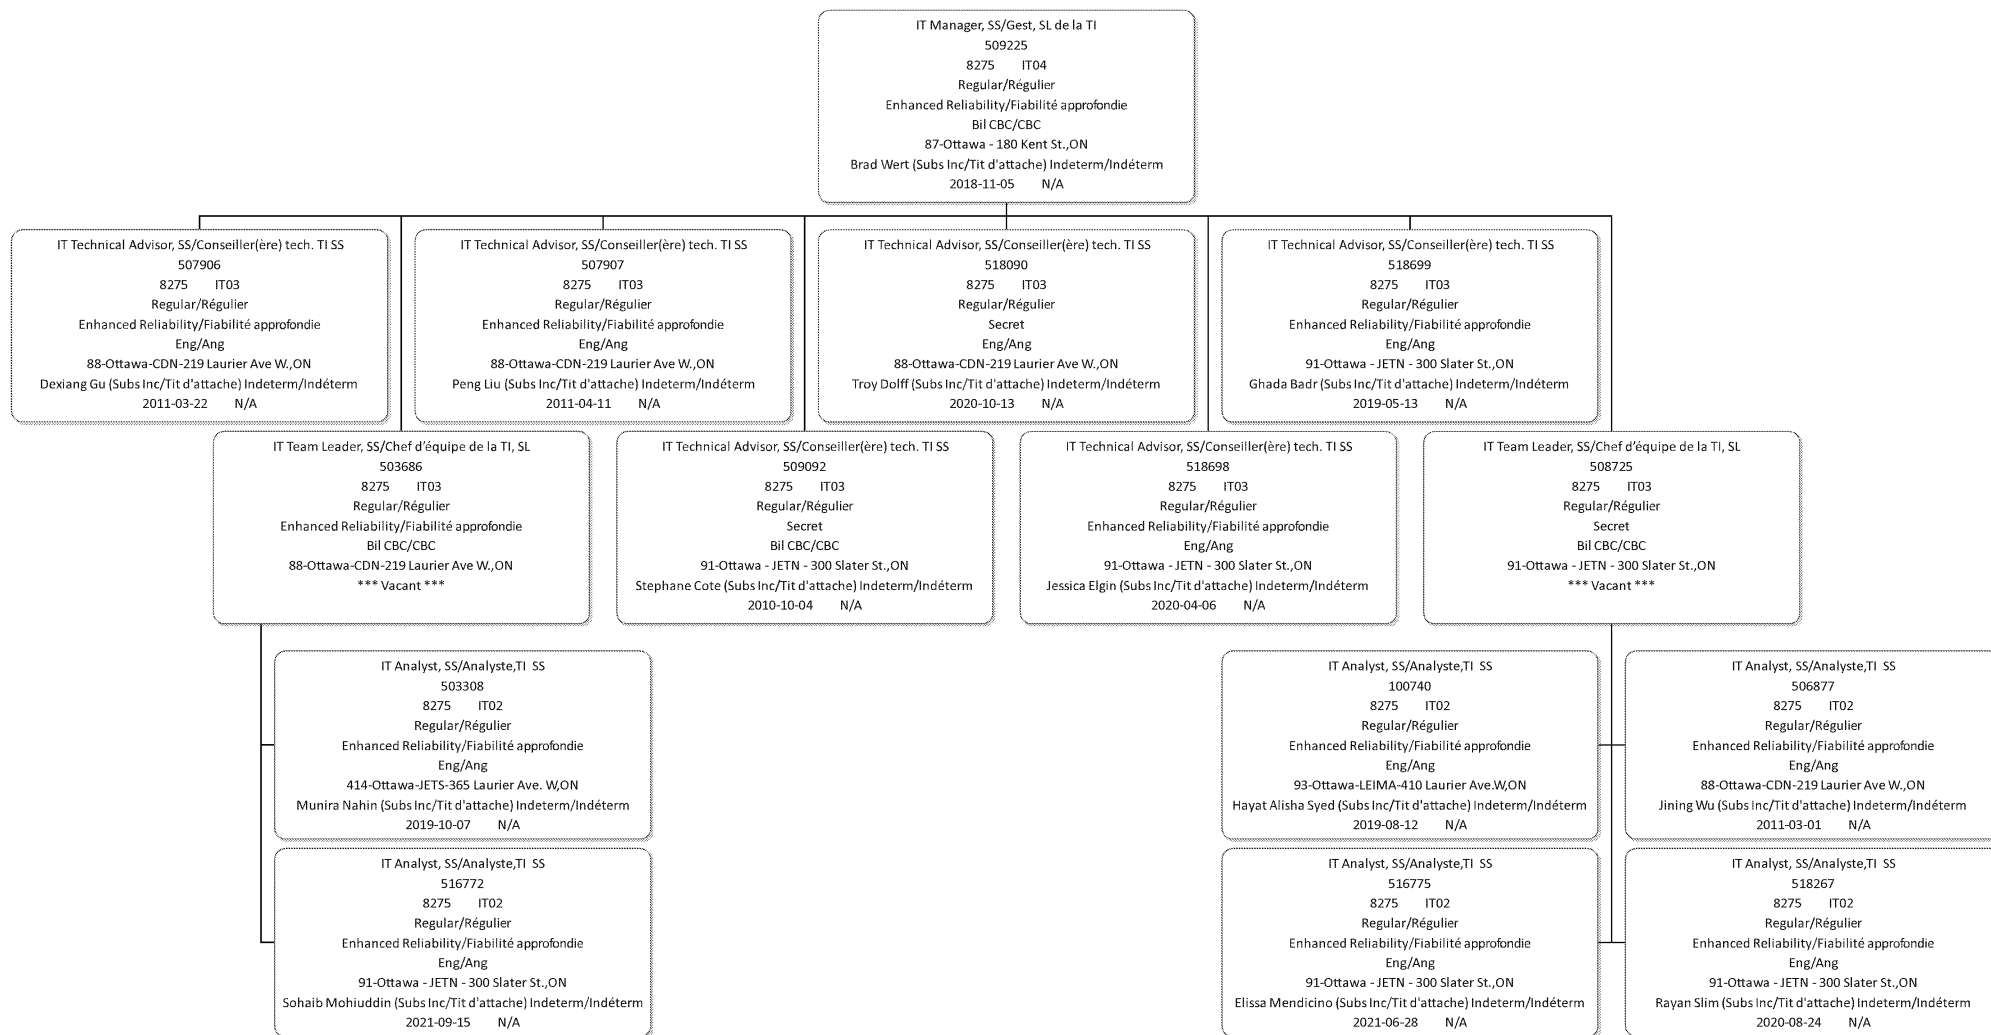 IT Manager, SS/Gest, SL de la TI
509225
8275 IT04
Regular/Régulier
Enhanced Reliability/Fiabilité approfondie
Bil CBC/CBC
87-Ottawa - 180 Kent St.,ON
Brad Wert (Subs Inc/Tit d'attache) Indeterm/Indéterm
2018-11-05 N/A
IT Technical Advisor, SS/Conseiller(ère) tech. TI SS
507906
8275 IT03
Regular/Régulier
Enhanced Reliability/Fiabilité approfondie
Eng/Ang
88-Ottawa-CDN-219 Laurier Ave W.,ON
Dexiang Gu (Subs Inc/Tit d'attache) Indeterm/Indéterm
2011-03-22 N/A
IT Technical Advisor, SS/Conseiller(ère) tech. TI SS
507907
8275 IT03
Regular/Régulier
Enhanced Reliability/Fiabilité approfondie
Eng/Ang
88-Ottawa-CDN-219 Laurier Ave W.,ON
Peng Liu (Subs Inc/Tit d'attache) Indeterm/Indéterm
2011-04-11 N/A
IT Technical Advisor, SS/Conseiller(ère) tech. TI SS
518090
8275 IT03
Regular/Régulier
Secret
Eng/Ang
88-Ottawa-CDN-219 Laurier Ave W.,ON
Troy Dolff (Subs Inc/Tit d'attache) Indeterm/Indéterm
2020-10-13 N/A
IT Technical Advisor, SS/Conseiller(ère) tech. TI SS
518699
8275 IT03
Regular/Régulier
Enhanced Reliability/Fiabilité approfondie
Eng/Ang
91-Ottawa - JETN - 300 Slater St.,ON
Ghada Badr (Subs Inc/Tit d'attache) Indeterm/Indéterm
2019-05-13 N/A
IT Team Leader, SS/Chef d'équipe de la TI, SL
503686
8275 IT03
Regular/Régulier
Enhanced Reliability/Fiabilité approfondie
Bil CBC/CBC
88-Ottawa-CDN-219 Laurier Ave W.,ON
*** Vacant ***
IT Technical Advisor, SS/Conseiller(ère) tech. TI SS
509092
8275 IT03
Regular/Régulier
Secret
Bil CBC/CBC
91-Ottawa - JETN - 300 Slater St.,ON
Stephane Cote (Subs Inc/Tit d'attache) Indeterm/Indéterm
2010-10-04 N/A
IT Technical Advisor, SS/Conseiller(ère) tech. TI SS
518698
8275 IT03
Regular/Régulier
Enhanced Reliability/Fiabilité approfondie
Eng/Ang
91-Ottawa - JETN - 300 Slater St.,ON
Jessica Elgin (Subs Inc/Tit d'attache) Indeterm/Indéterm
2020-04-06 N/A
IT Team Leader, SS/Chef d'équipe de la TI, SL
508725
8275 IT03
Regular/Régulier
Secret
Bil CBC/CBC
91-Ottawa - JETN - 300 Slater St.,ON
*** Vacant ***
IT Analyst, SS/Analyste,TI SS
503308
8275 IT02
Regular/Régulier
Enhanced Reliability/Fiabilité approfondie
Eng/Ang
414-Ottawa-JETS-365 Laurier Ave. W,ON
Munira Nahin (Subs Inc/Tit d'attache) Indeterm/Indéterm
2019-10-07 N/A
IT Analyst, SS/Analyste,TI SS
100740
8275 IT02
Regular/Régulier
Enhanced Reliability/Fiabilité approfondie
Eng/Ang
93-Ottawa-LEIMA-410 Laurier Ave.W,ON
Hayat Alisha Syed (Subs Inc/Tit d'attache) Indeterm/Indéterm
2019-08-12 N/A
IT Analyst, SS/Analyste,TI SS
506877
8275 IT02
Regular/Régulier
Enhanced Reliability/Fiabilité approfondie
Eng/Ang
88-Ottawa-CDN-219 Laurier Ave W.,ON
Jining Wu (Subs Inc/Tit d'attache) Indeterm/Indéterm
2011-03-01 N/A
IT Analyst, SS/Analyste,TI SS
516772
8275 IT02
Regular/Régulier
Enhanced Reliability/Fiabilité approfondie
Eng/Ang
91-Ottawa - JETN - 300 Slater St.,ON
Sohaib Mohiuddin (Subs Inc/Tit d'attache) Indeterm/Indéterm
2021-09-15 N/A
IT Analyst, SS/Analyste,TI SS
516775
8275 IT02
Regular/Régulier
Enhanced Reliability/Fiabilité approfondie
Eng/Ang
91-Ottawa - JETN - 300 Slater St.,ON
Elissa Mendicino (Subs Inc/Tit d'attache) Indeterm/Indéterm
2021-06-28 N/A
IT Analyst, SS/Analyste,TI SS
518267
8275 IT02
Regular/Régulier
Enhanced Reliability/Fiabilité approfondie
Eng/Ang
91-Ottawa - JETN - 300 Slater St.,ON
Rayan Slim (Subs Inc/Tit d'attache) Indeterm/Indéterm
2020-08-24 N/A